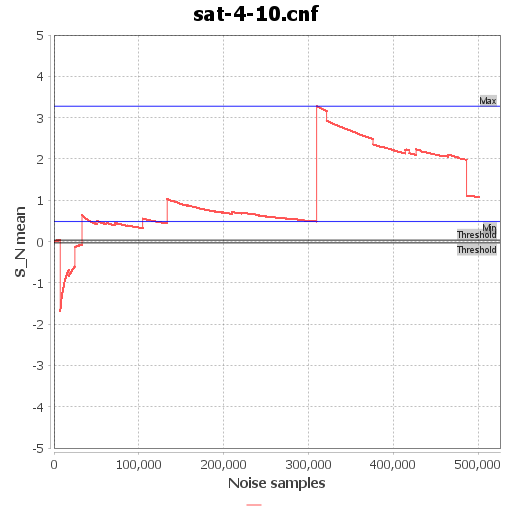 sat-4-10.cnf
5
4
3
2
1
0
-1
-2
-3
-4
-5
S_N mean
Max
Min
Threshold
Threshold
0 100,000 200,000 300,000 400,000 500,000
Noise samples